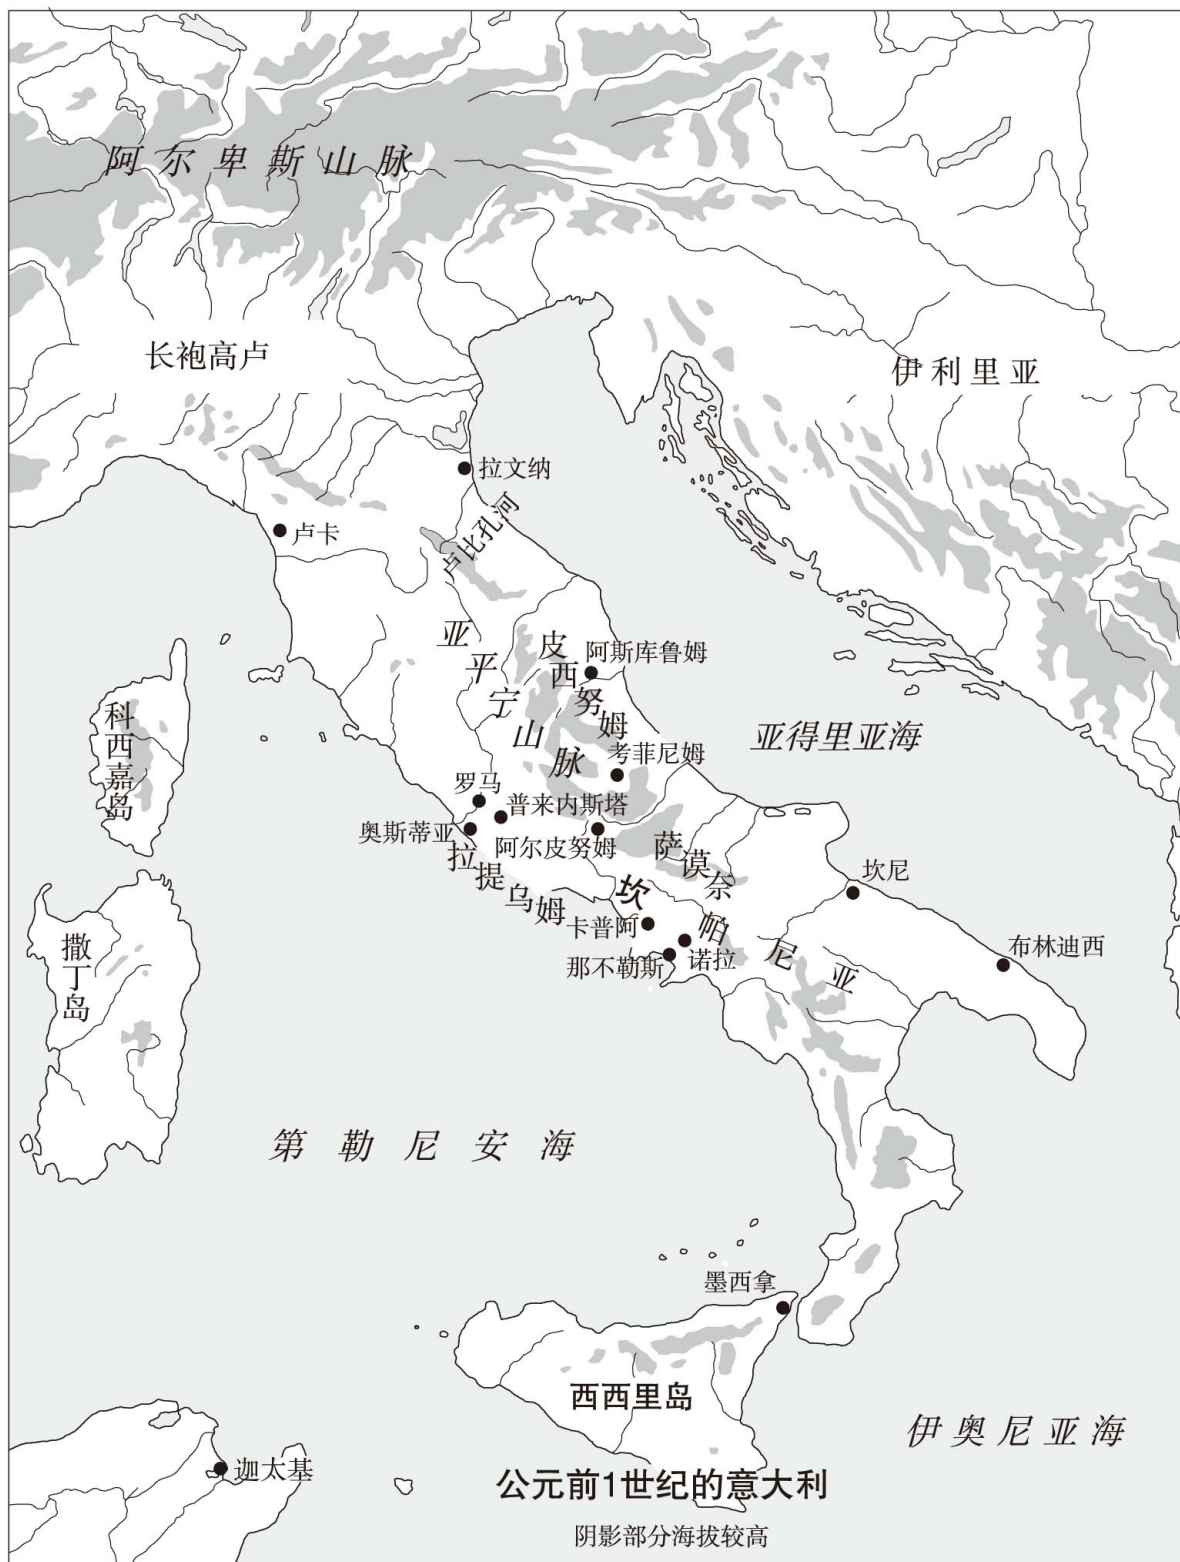 阿尔卑斯山脉
长袍高卢
伊利里亚
拉文纳
卢比孔河
卢卡
亚平宁山脉
皮西努姆
阿斯库鲁姆
科西嘉岛
亚得里亚海
考菲尼姆
罗马
普来内斯塔
奥斯蒂亚
阿尔皮努姆
拉提乌姆
萨谟奈
坎帕尼亚
坎尼
卡普阿
诺拉
那不勒斯
布林迪西
撒丁岛
第勒尼安海
墨西拿
西西里岛
伊奥尼亚海
迦太基
公元前1世纪的意大利
阴影部分海拔较高